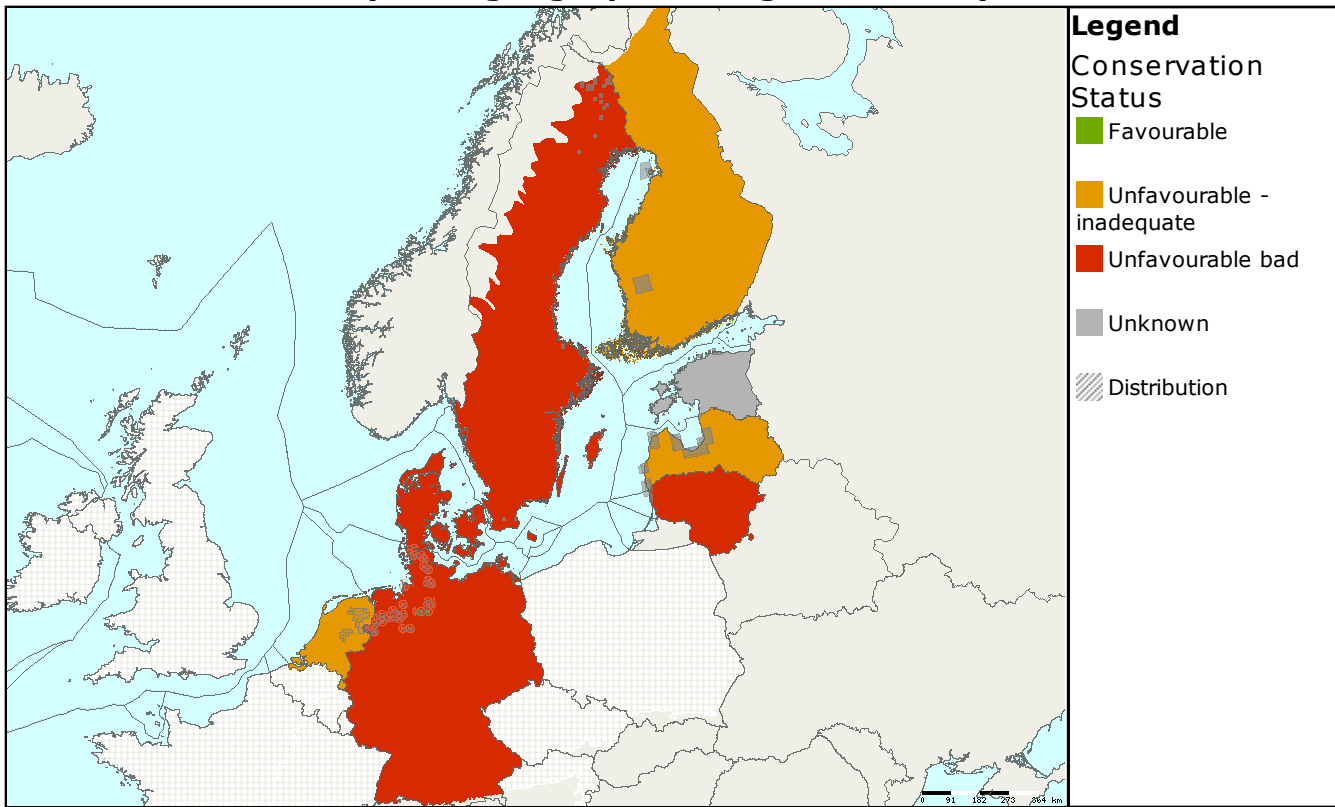 Legend
Conservation
Status
Favourable
Unfavourable -
inadequate
Unfavourable bad
Unknown
Distribution
0 91 182 273 364 km